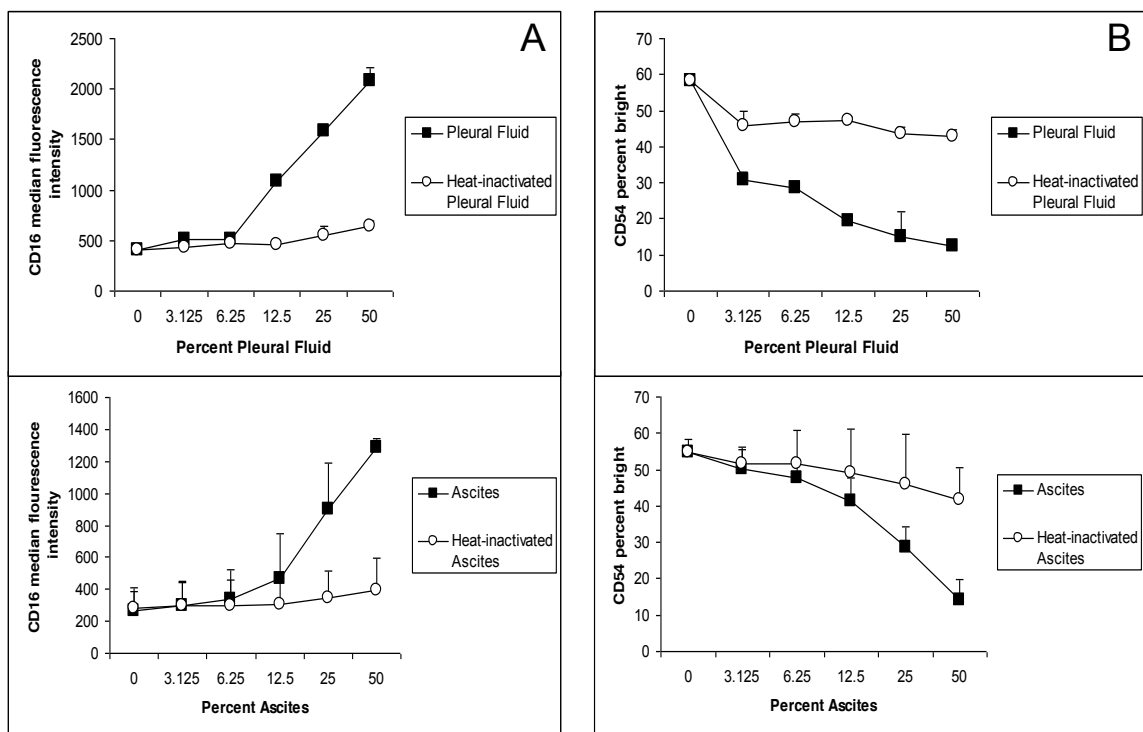 A
CD16 median fluorescence
intensity
2500
2000
1500
1000
500
0
0 3.125 6.25 12.5 25 50
Percent Pleural Fluid
Pleural Fluid
Heat-inactivated
Pleural Fluid
B
CD54 percent bright
70
60
50
40
30
20
10
0
0 3.125 6.25 12.5 25 50
Percent Pleural Fluid
Pleural Fluid
Heat-inactivated
Pleural Fluid
CD16 median flourescence
intensity
1600
1400
1200
1000
800
600
400
200
0
0 3.125 6.25 12.5 25 50
Percent Ascites
Ascites
Heat-inactivated
Ascites
CD54 percent bright
70
60
50
40
30
20
10
0
0 3.125 6.25 12.5 25 50
Percent Ascites
Ascites
Heat-inactivated
Ascites